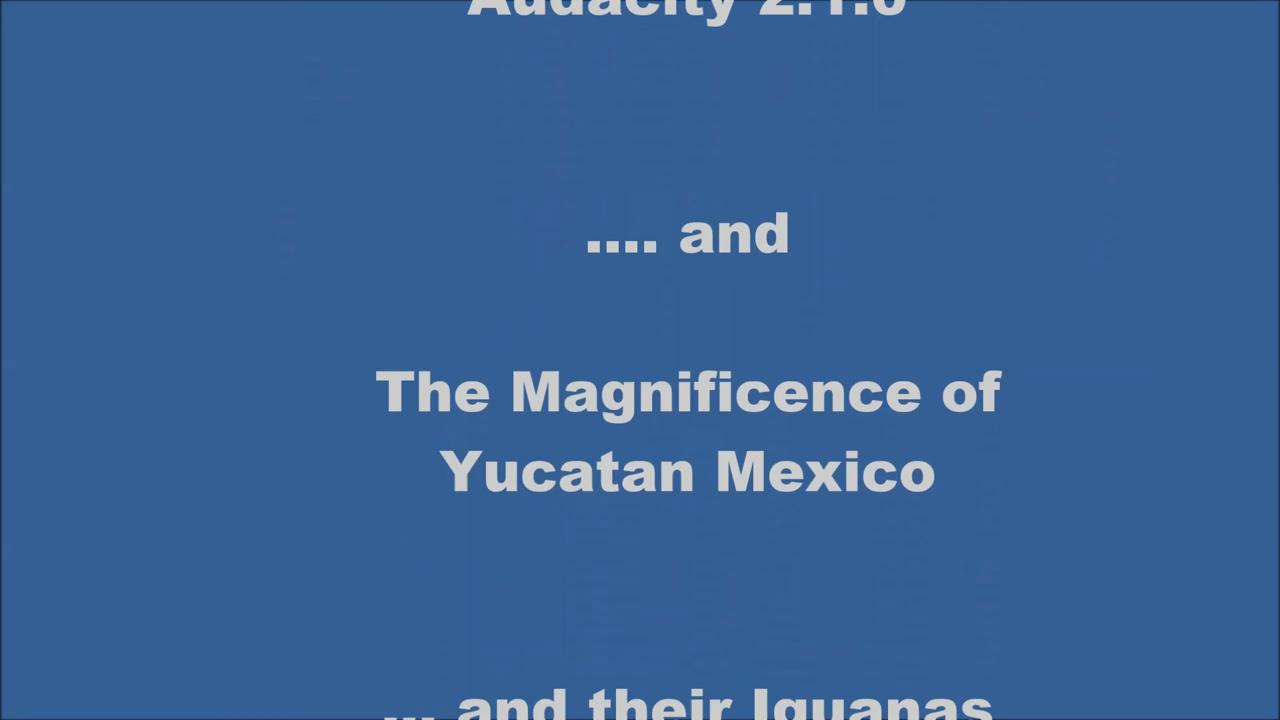 Audacity 2.1.0
.... and
The Magnificence of
Yucatan Mexico
... and their Iguanas